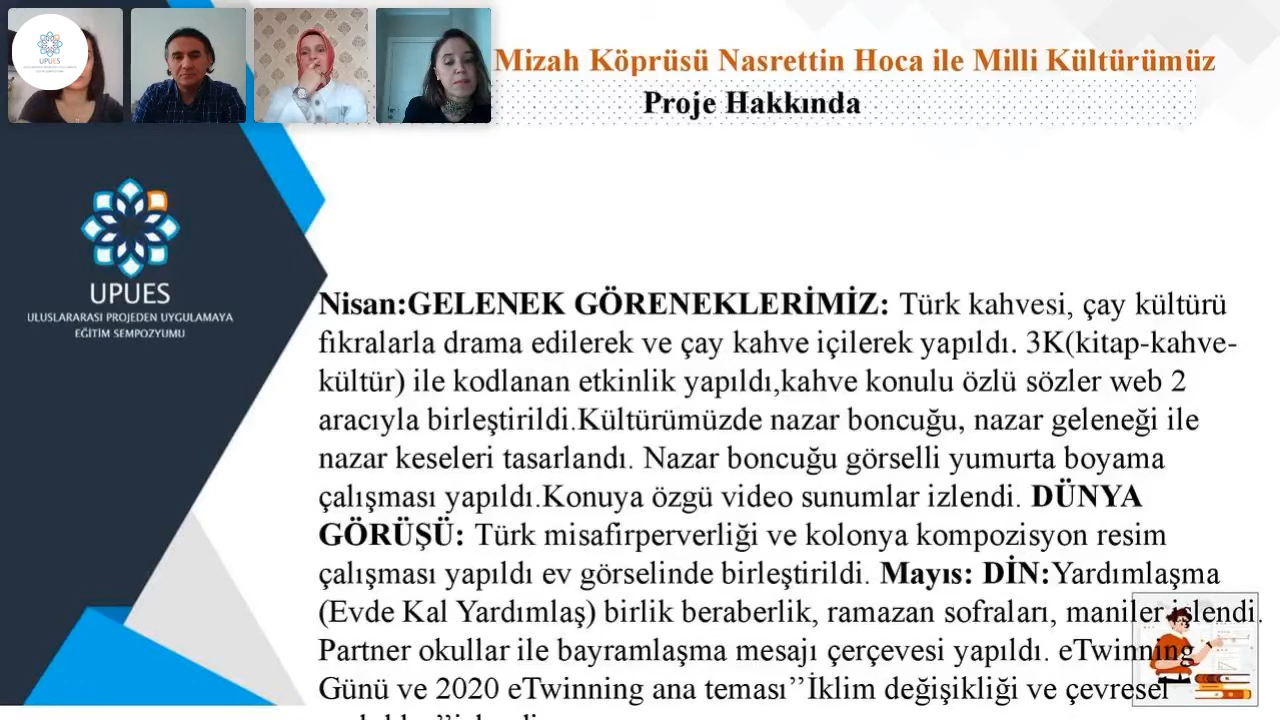 UPUES
Mizah Köprüsü Nasrettin Hoca ile Milli Kültürümüz
Proje Hakkında
UPUES
ULUSLARARASI PROJEDEN UYGULAMAYA
EĞİTİM SEMPOZYUMU
Nisan:GELENEK GÖRENEKLERİMİZ: Türk kahvesi, çay kültürü
fıkralarla drama edilerek ve çay kahve içilerek yapıldı. 3K(kitap-kahve-
kültür) ile kodlanan etkinlik yapıldı,kahve konulu özlü sözler web 2
aracıyla birleştirildi.Kültürümüzde nazar boncuğu, nazar geleneği ile
nazar keseleri tasarlandı. Nazar boncuğu görselli yumurta boyama
çalışması yapıldı.Konuya özgü video sunumlar izlendi. DÜNYA
GÖRÜŞÜ: Türk misafirperverliği ve kolonya kompozisyon resim
çalışması yapıldı ev görselinde birleştirildi. Mayıs: DİN:Yardımlaşma
(Evde Kal Yardımlaş) birlik beraberlik, ramazan sofraları, maniler işlendi.
Partner okullar ile bayramlaşma mesajı çerçevesi yapıldı. eTwinning
Günü ve 2020 eTwinning ana teması’’İklim değişikliği ve çevresel